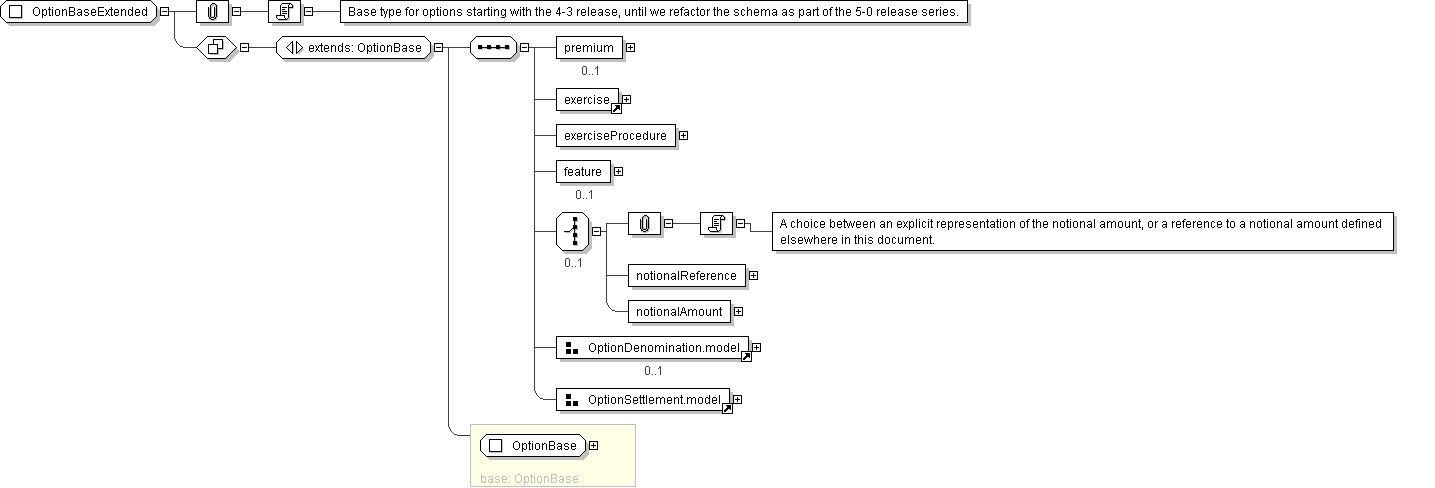 OptionBaseExtended
Base type for options starting with the 4-3 release, until we refactor the schema as part of the 5-0 release series.
extends: OptionBase
premium
0..1
exercise
exerciseProcedure
feature
0..1
A choice between an explicit representation of the notional amount, or a reference to a notional amount defined
elsewhere in this document.
0..1
notionalReference
notionalAmount
OptionDenomination.model
0..1
OptionSettlement.model
OptionBase
base: OptionBase